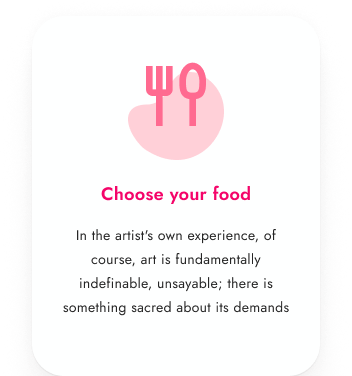 Choose your food
In the artist's own experience, of
course, art is fundamentally
indefinable, unsayable; there is
something sacred about its demands